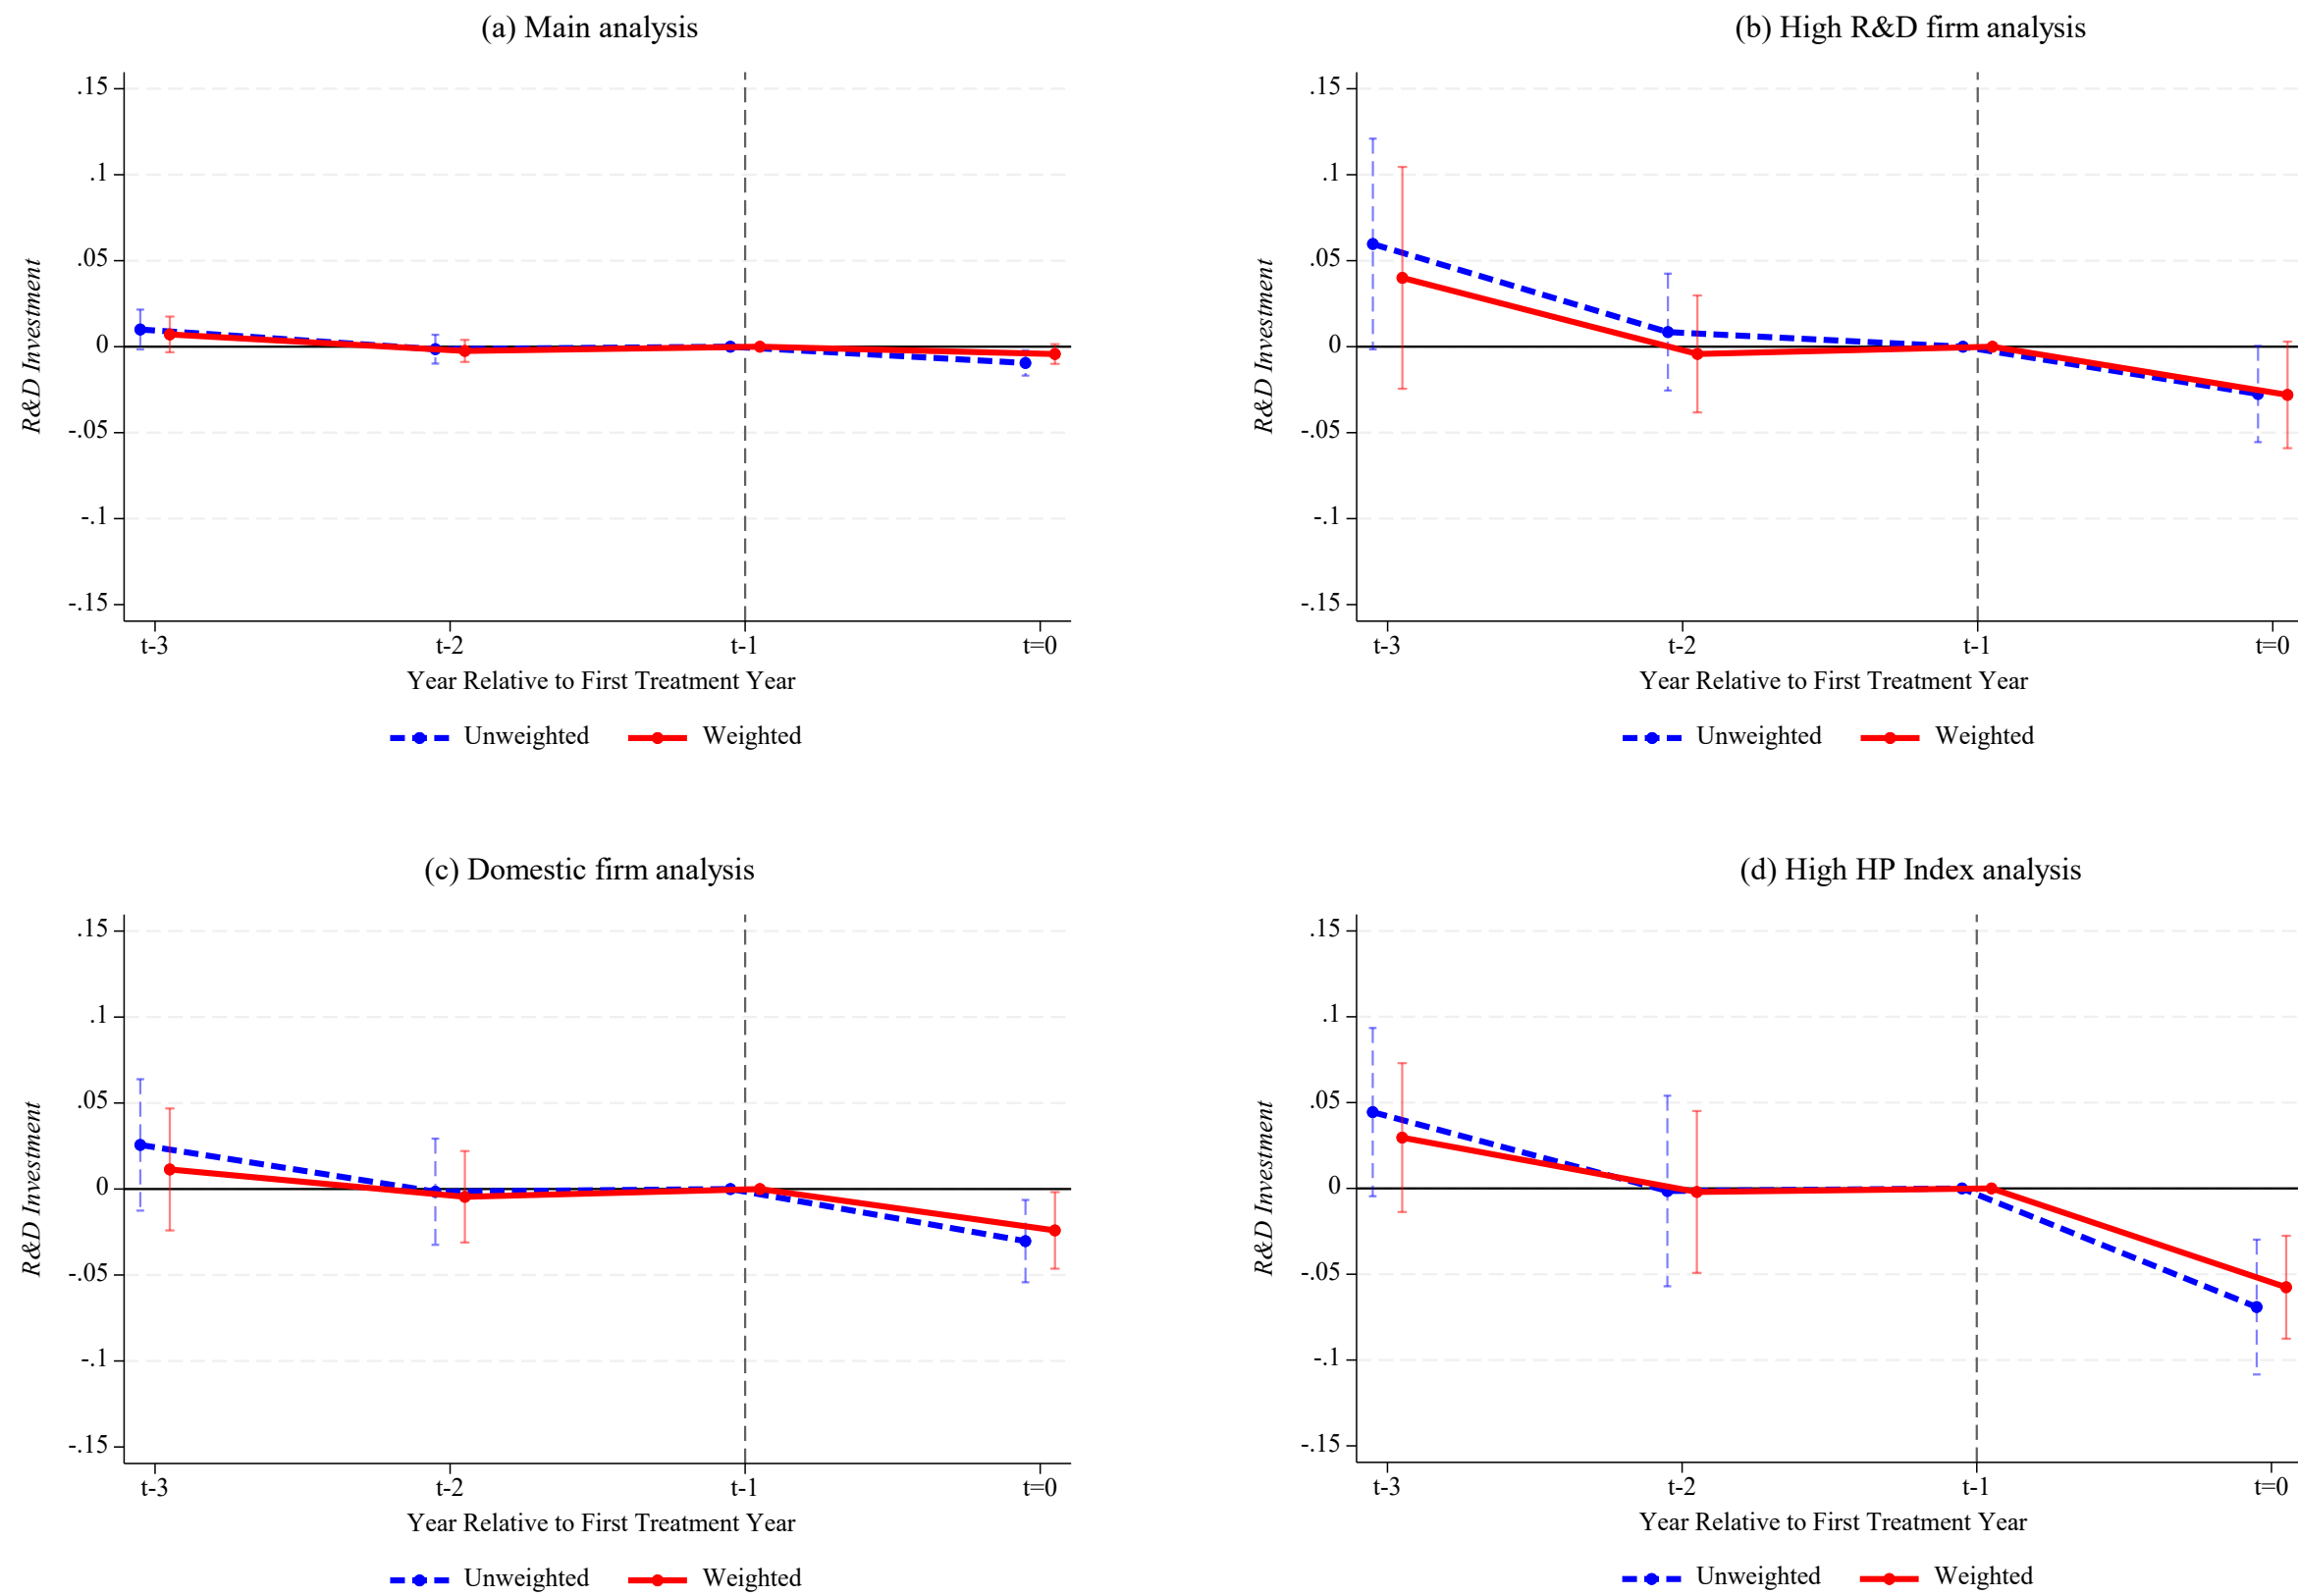 (a) Main analysis
.15
.1
.05
0
-.05
-.1
-.15
R&D Investment
t-3 t-2 t-1 t=0
Year Relative to First Treatment Year
Unweighted Weighted
(b) High R&D firm analysis
.15
.1
.05
0
-.05
-.1
-.15
R&D Investment
t-3 t-2 t-1 t=0
Year Relative to First Treatment Year
Unweighted Weighted
(c) Domestic firm analysis
.15
.1
.05
0
-.05
-.1
-.15
R&D Investment
t-3 t-2 t-1 t=0
Year Relative to First Treatment Year
Unweighted Weighted
(d) High HP Index analysis
.15
.1
.05
0
-.05
-.1
-.15
R&D Investment
t-3 t-2 t-1 t=0
Year Relative to First Treatment Year
Unweighted Weighted